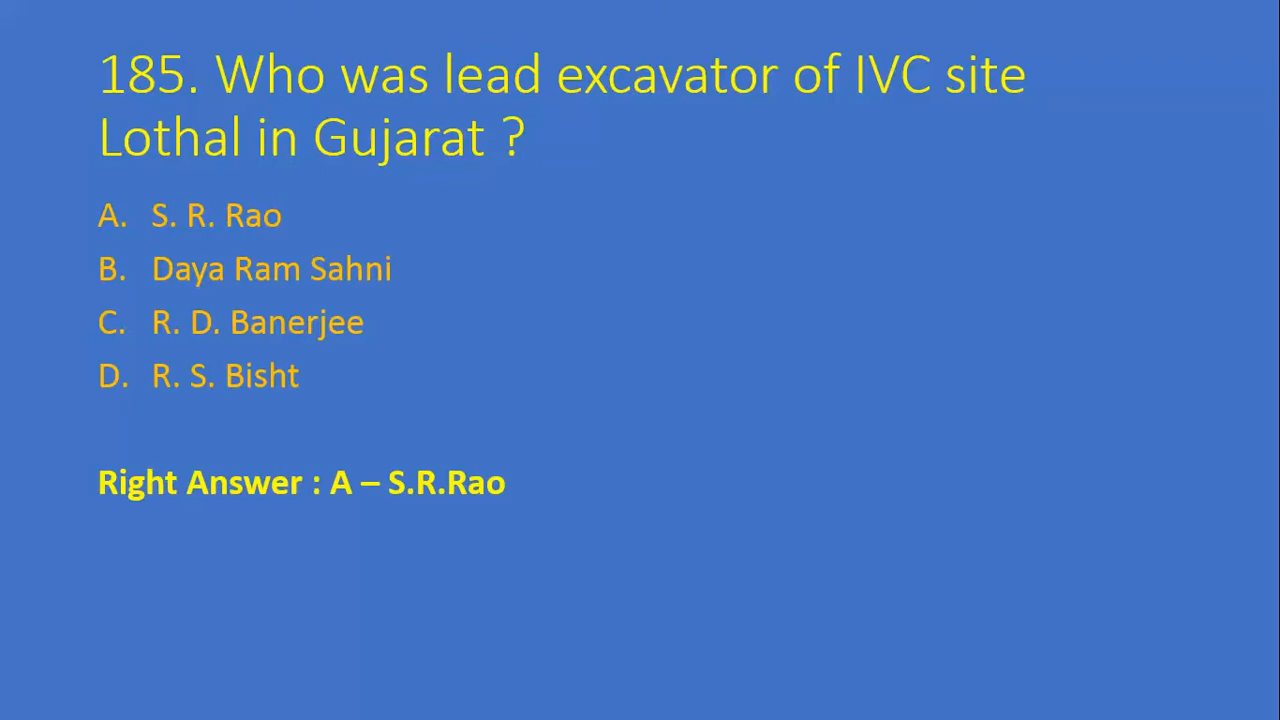 185. Who was lead excavator of IVC site
Lothal in Gujarat ?
A. S. R. Rao
B. Daya Ram Sahni
C. R. D. Banerjee
D. R. S. Bisht
Right Answer : A – S.R.Rao